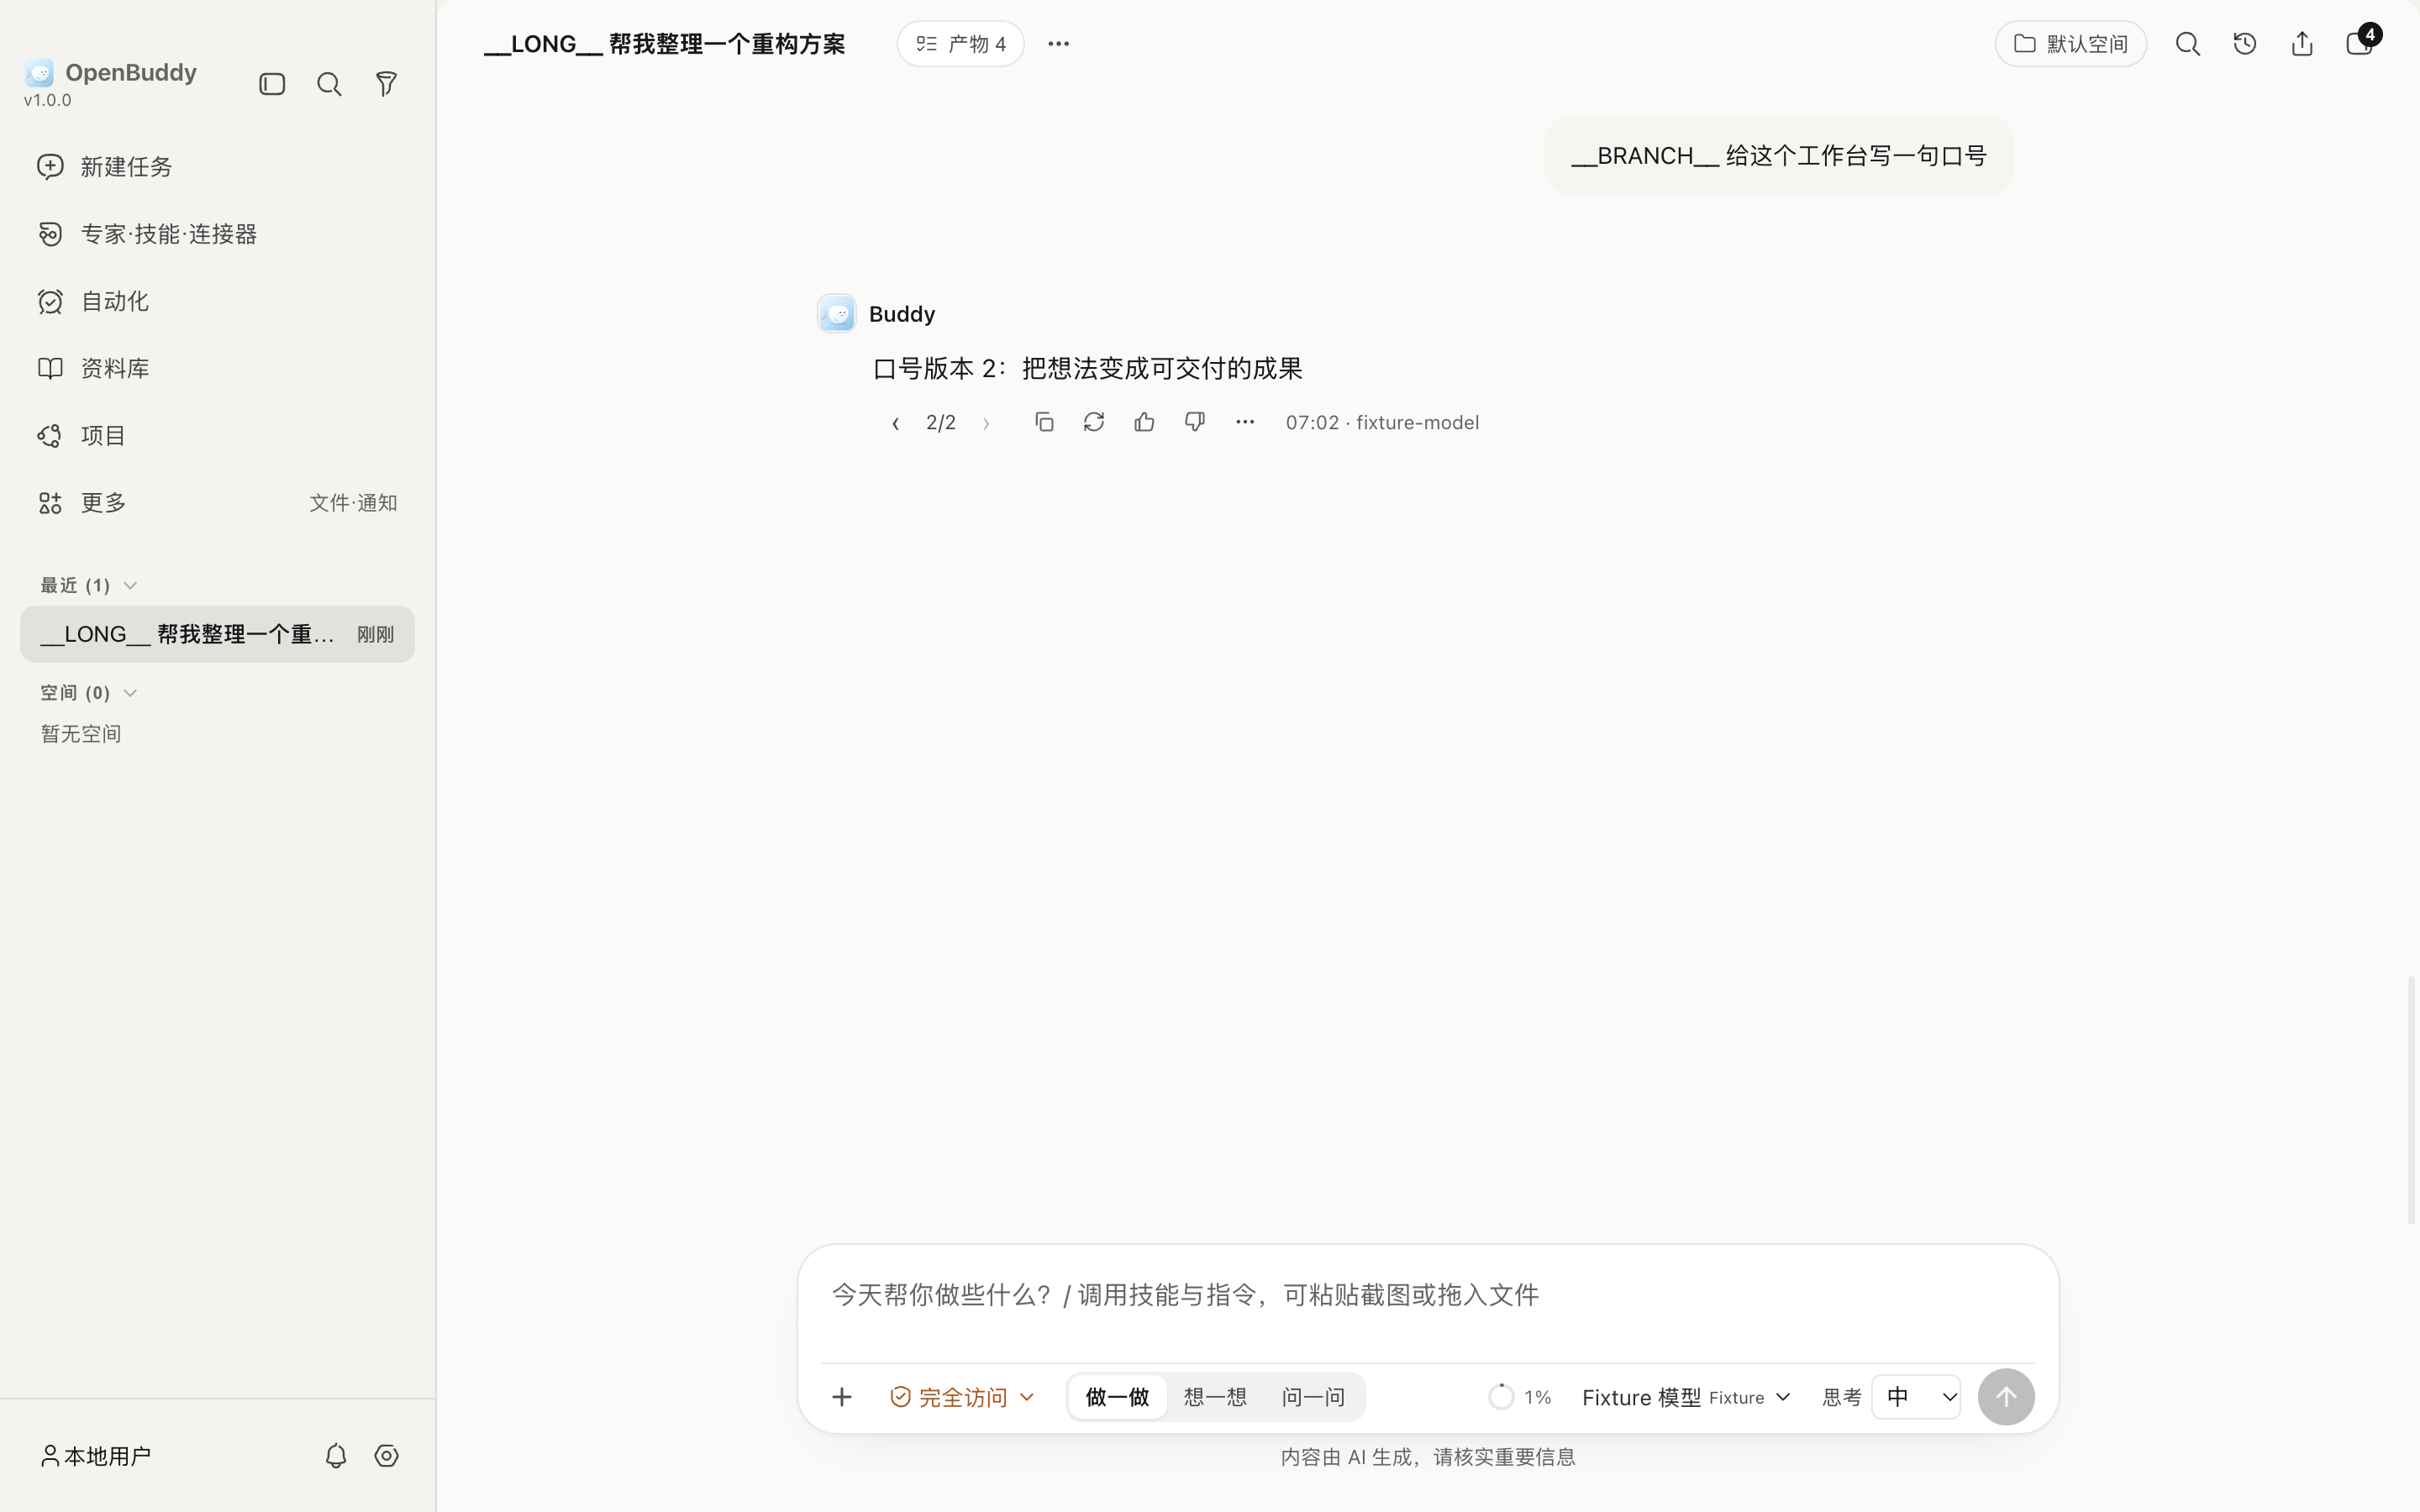 OpenBuddy
v1.0.0
新建任务
专家·技能·连接器
自动化
资料库
项目
更多 文件·通知
最近 (1)
__LONG__ 帮我整理一个重… 刚刚
空间 (0)
暂无空间
本地用户
__LONG__ 帮我整理一个重构方案 产物 4
默认空间 4
__BRANCH__ 给这个工作台写一句口号
Buddy
口号版本 2：把想法变成可交付的成果
2/2 07:02 · fixture-model
今天帮你做些什么？/ 调用技能与指令，可粘贴截图或拖入文件
完全访问 做一做 想一想 问一问 1% Fixture 模型 Fixture 思考 中
内容由 AI 生成，请核实重要信息